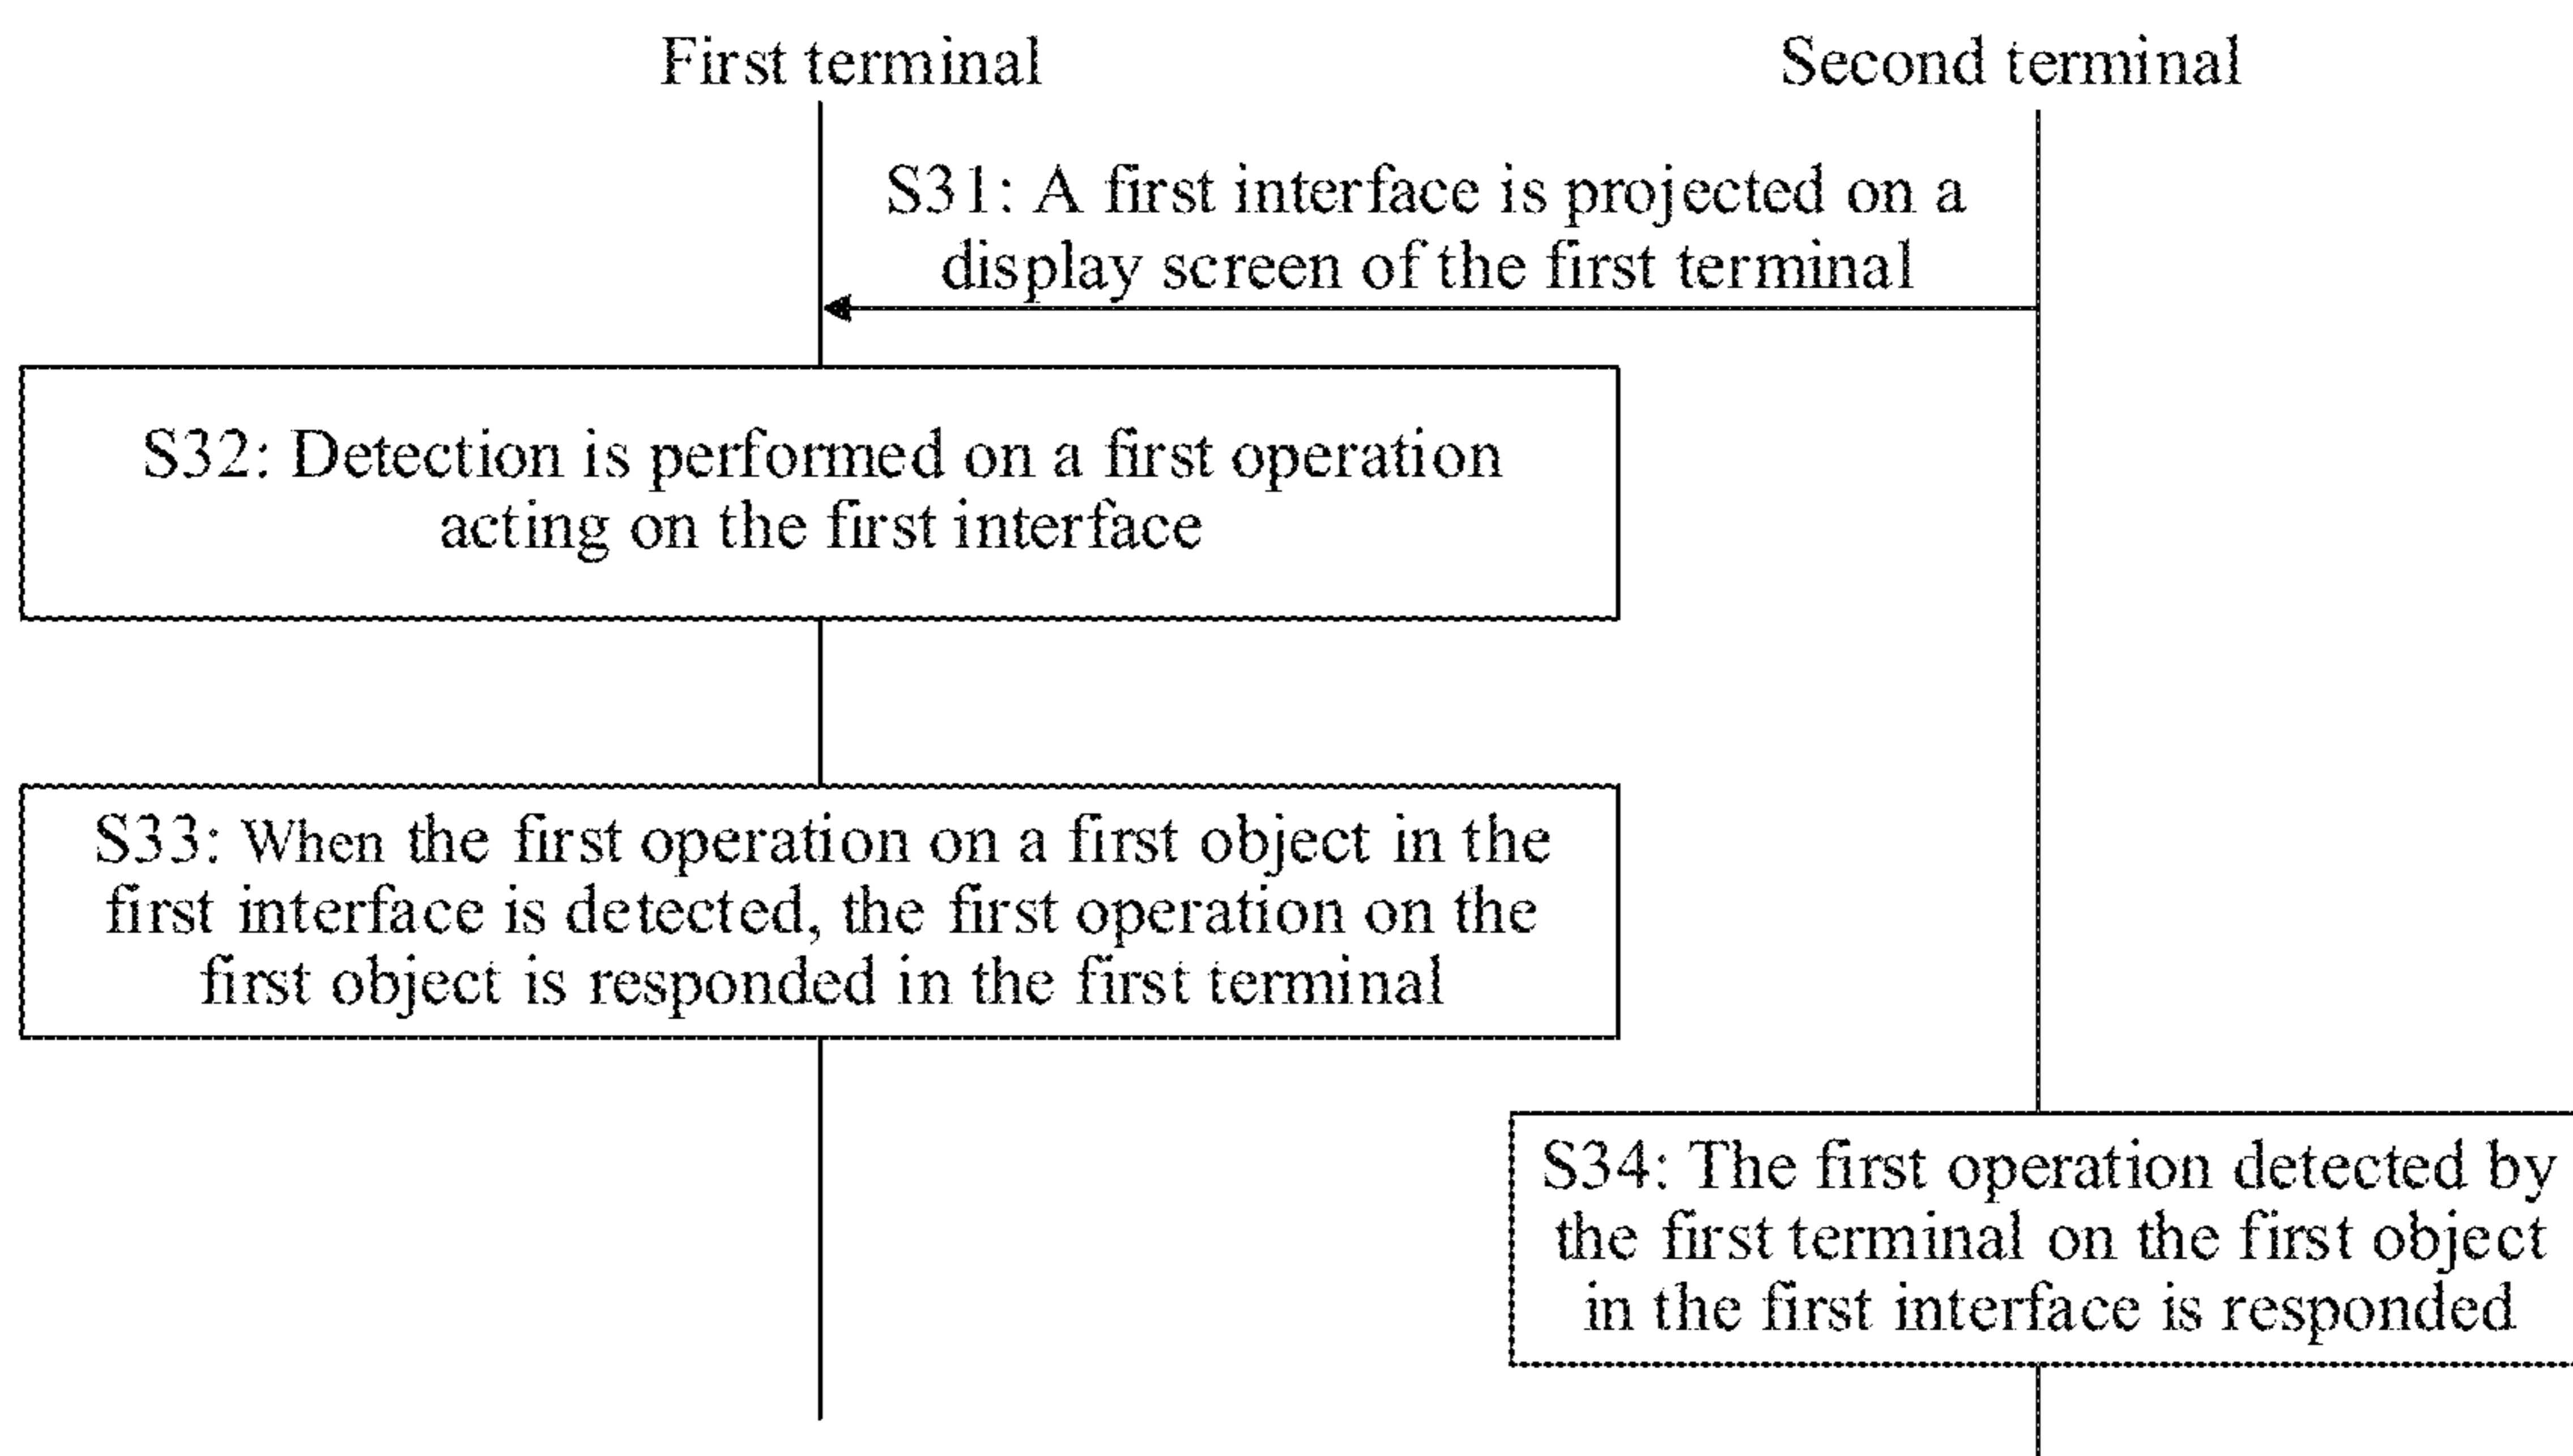 First terminal
Second terminal
S31: A first interface is projected on a
display screen of the first terminal
S32: Detection is performed on a first operation
acting on the first interface
S33: When the first operation on a first object in the
first interface is detected, the first operation on the
first object is responded in the first terminal
S34: The first operation detected by
the first terminal on the first object
in the first interface is responded